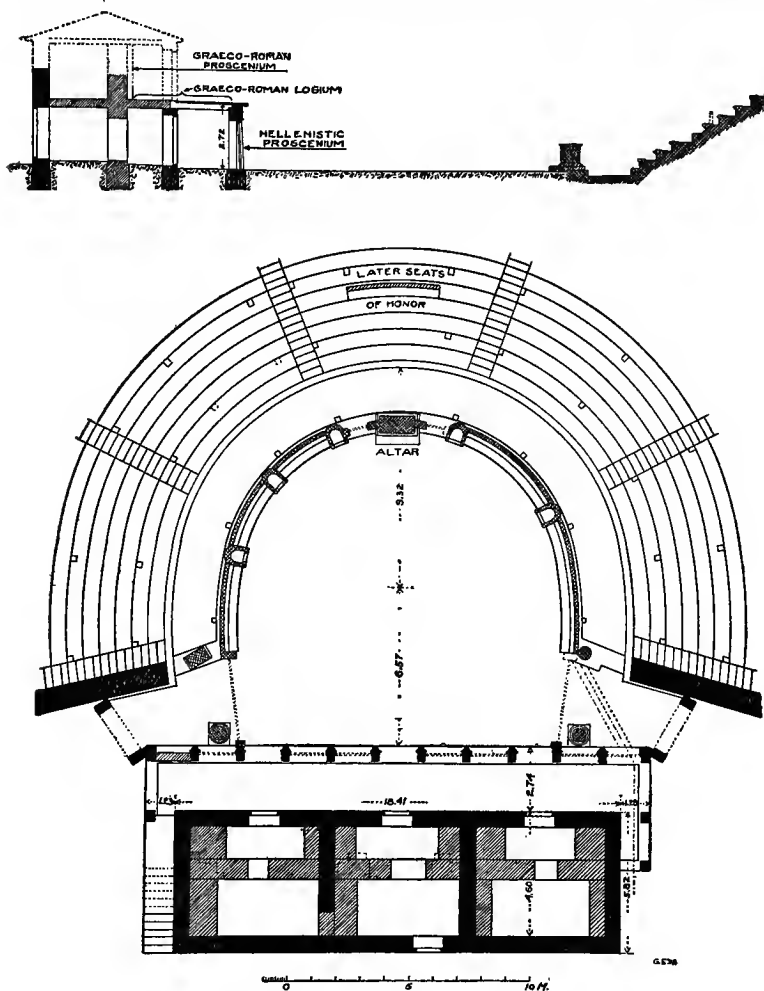 GRAECO-ROMAN
PROSCENIUM
GRAECO-ROMAN LOGIUM
2.72
HELLENISTIC
PROSCENIUM
LATER SEATS
OF HONOR
ALTAR
9.32
6.57
2.74
18.41
4.60
5.82
0 5 10 M.